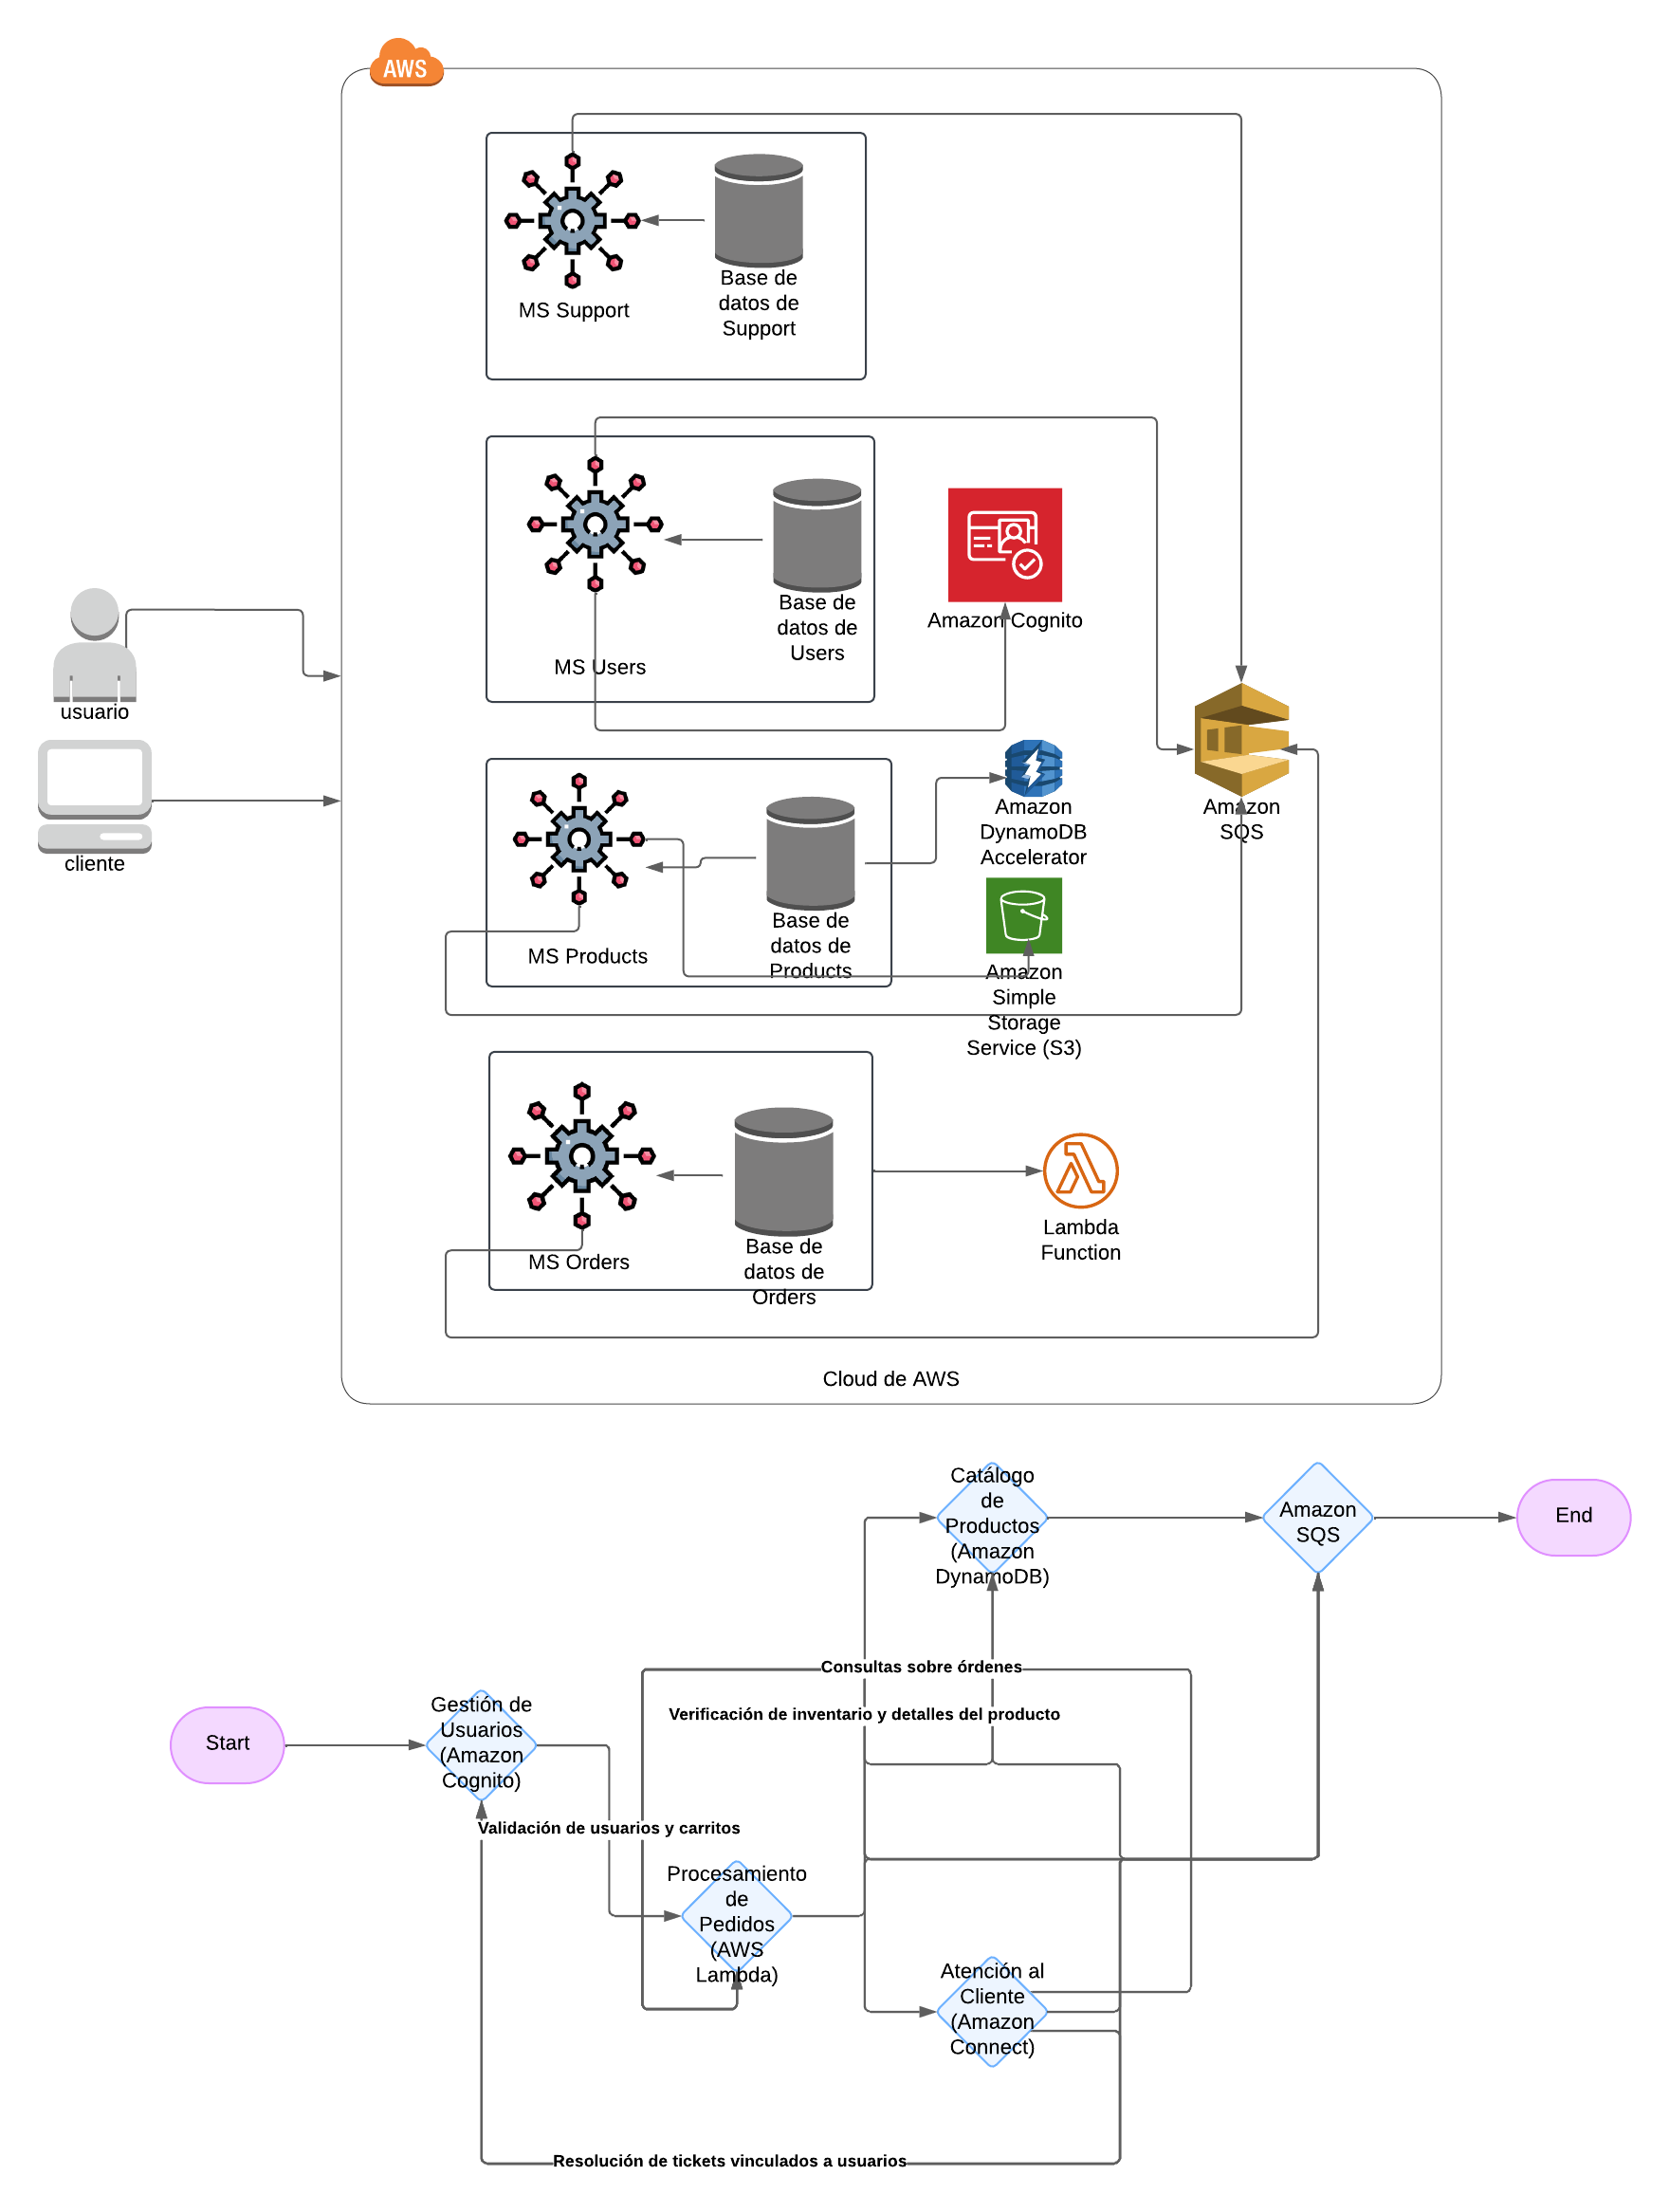 AWS
Base de
datos de
Support
MS Support
Base de
datos de
Users
MS Users
Amazon Cognito
usuario
cliente
Amazon
DynamoDB
Accelerator
Amazon
SQS
Base de
datos de
Products
MS Products
Amazon
Simple
Storage
Service (S3)
Base de
datos de
Orders
MS Orders
Lambda
Function
Cloud de AWS
Catálogo
de
Productos
(Amazon
DynamoDB)
Amazon
SQS
End
Consultas sobre órdenes
Verificación de inventario y detalles del producto
Start
Gestión de
Usuarios
(Amazon
Cognito)
Validación de usuarios y carritos
Procesamiento
de
Pedidos
(AWS
Lambda)
Atención al
Cliente
(Amazon
Connect)
Resolución de tickets vinculados a usuarios